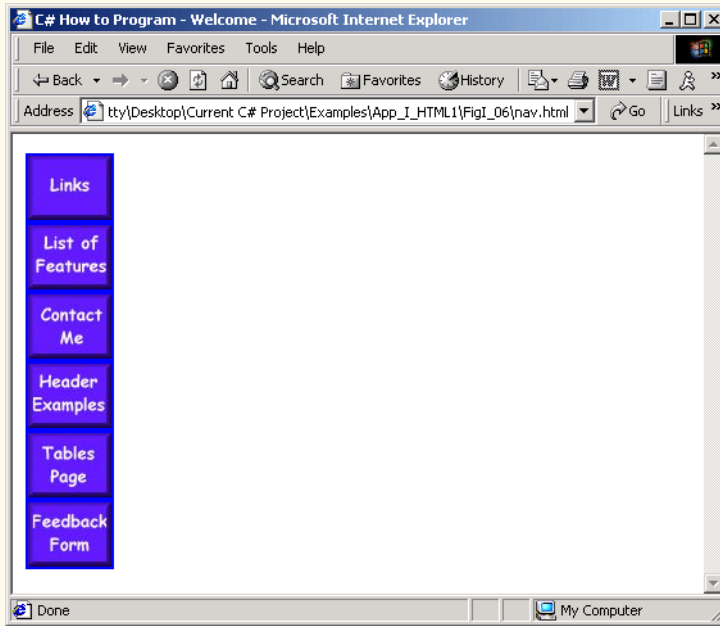 C# How to Program - Welcome - Microsoft Internet Explorer
File Edit View Favorites Tools Help
Back Search Favorites History
Address tty\Desktop\Current C# Project\Examples\App_I_HTML1\FigI_06\nav.html Go Links
Links
List of
Features
Contact
Me
Header
Examples
Tables
Page
Feedback
Form
Done My Computer